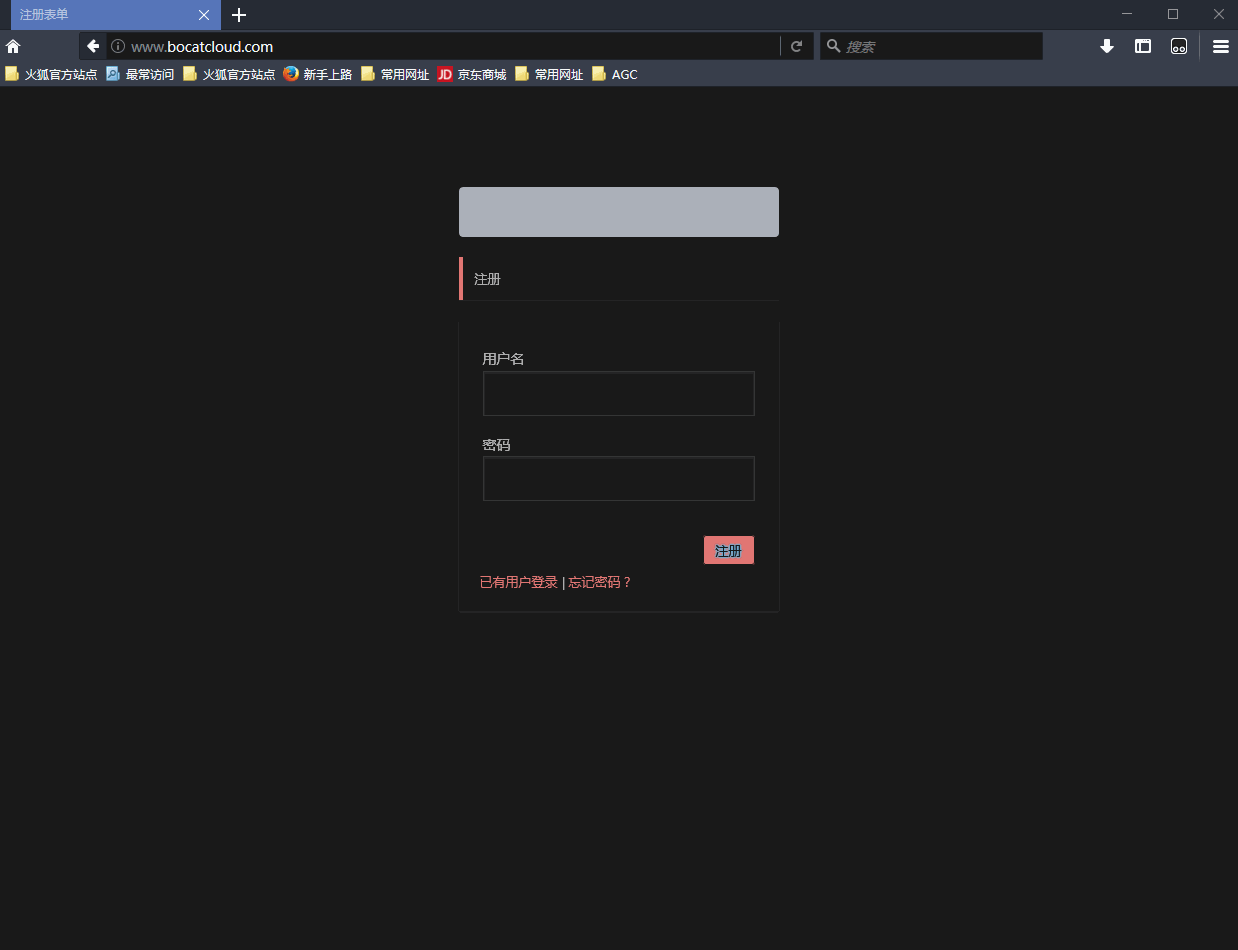 注册表单
www.bocatcloud.com
搜索
火狐官方站点 最常访问 火狐官方站点 新手上路 常用网址 JD 京东商城 常用网址 AGC
注册
用户名
密码
注册
已有用户登录 | 忘记密码？